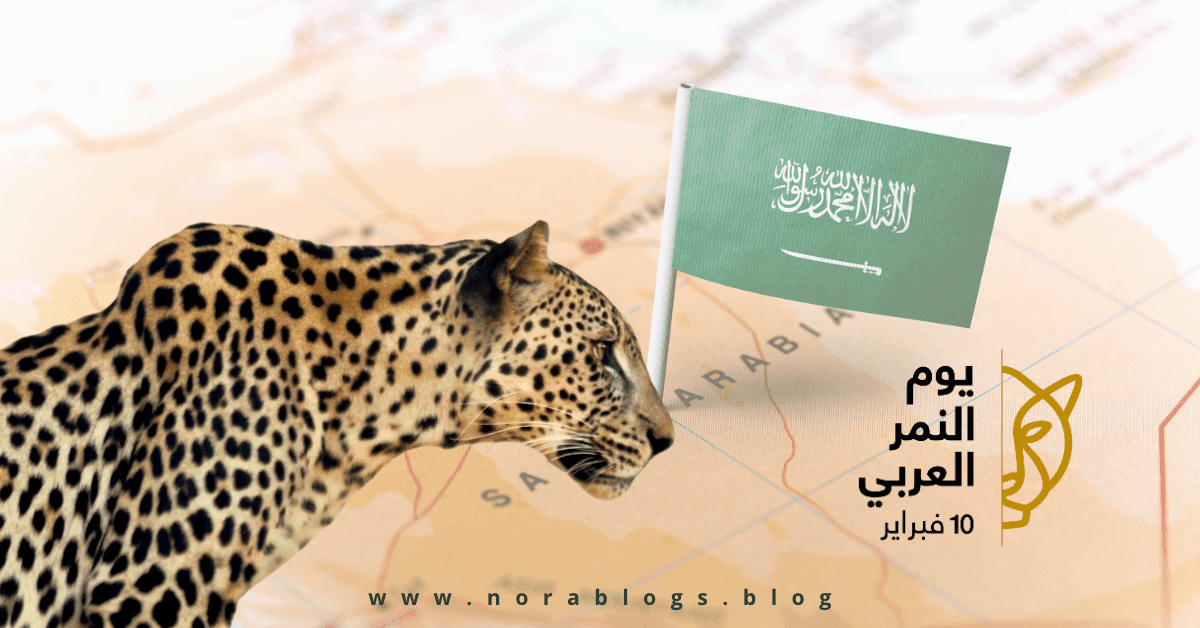 لا إله إلا الله محمد رسول الله
ARABIA
SA
يوم
النمر
العربي
10 فبراير
www.norablogs.blog